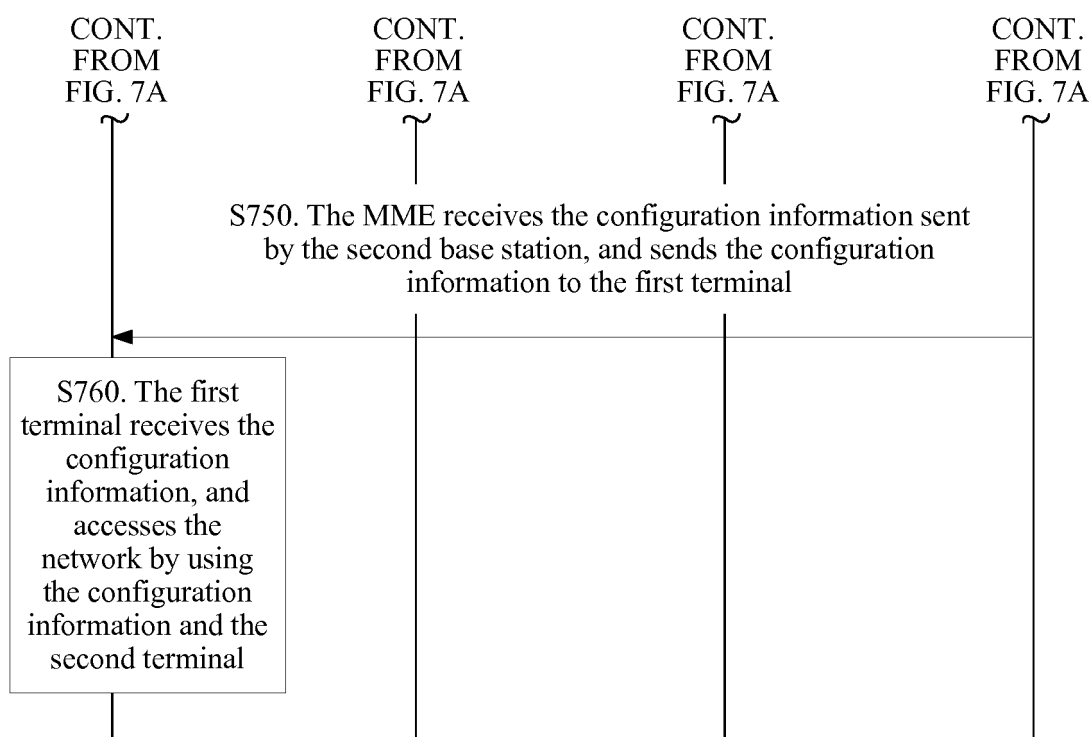 CONT.
FROM
FIG. 7A
CONT.
FROM
FIG. 7A
CONT.
FROM
FIG. 7A
CONT.
FROM
FIG. 7A
S750. The MME receives the configuration information sent
by the second base station, and sends the configuration
information to the first terminal
S760. The first
terminal receives the
configuration
information, and
accesses the
network by using
the configuration
information and the
second terminal